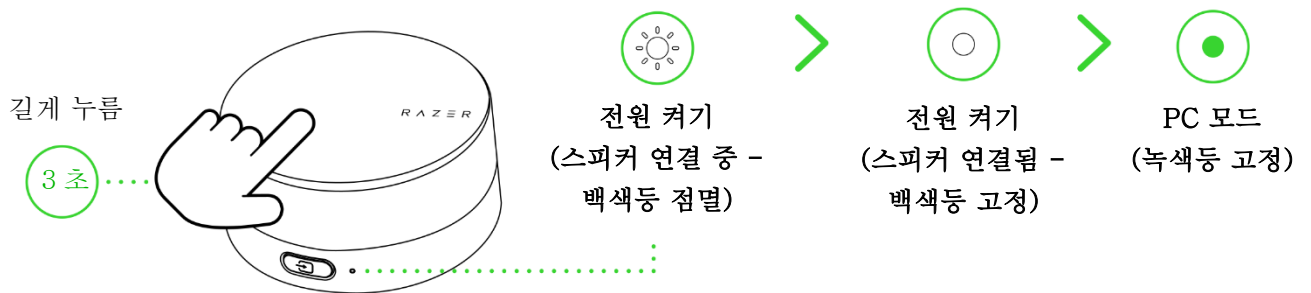 길게 누름
3 초
RAZER
전원 켜기
(스피커 연결 중 –
백색등 점멸)
전원 켜기
(스피커 연결됨 –
백색등 고정)
PC 모드
(녹색등 고정)